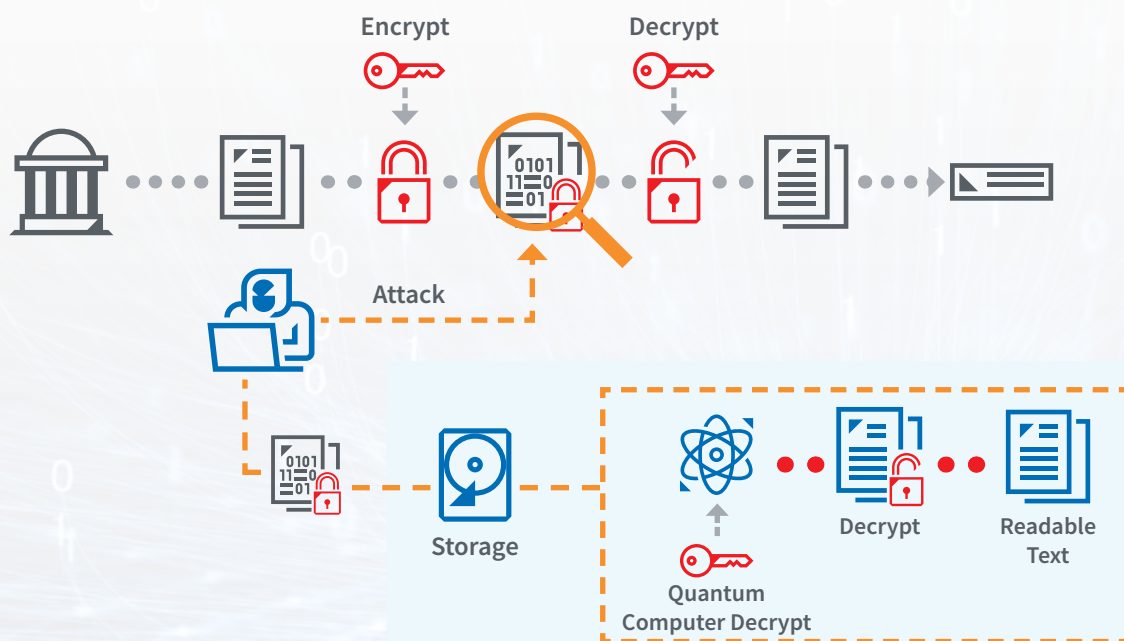 Encrypt
Decrypt
0101
11 0
01
Attack
0101
11 0
01
Storage
Decrypt
Readable
Text
Quantum
Computer Decrypt